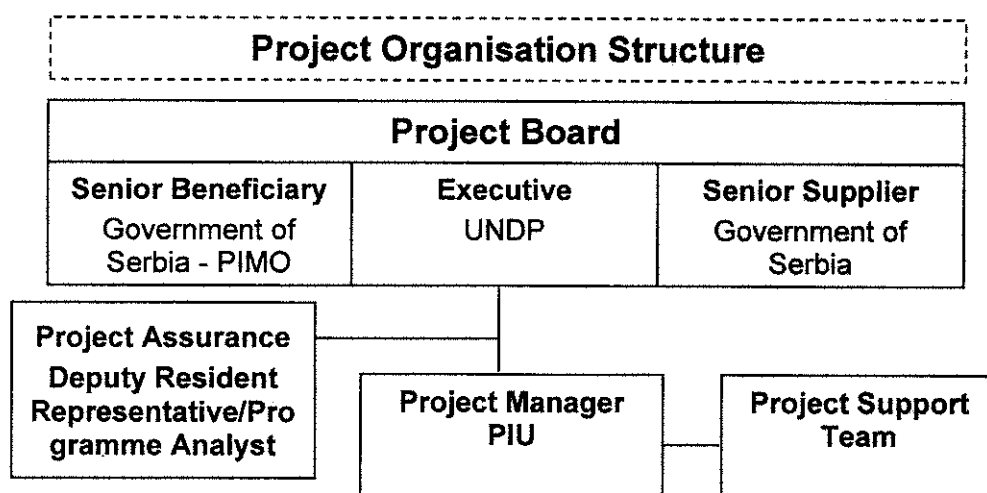 Project Organisation Structure
Project Board
Senior Beneficiary
Government of
Serbia - PIMO
Executive
UNDP
Senior Supplier
Government of
Serbia
Project Assurance
Deputy Resident
Representative/Pro
gramme Analyst
Project Manager
PIU
Project Support
Team